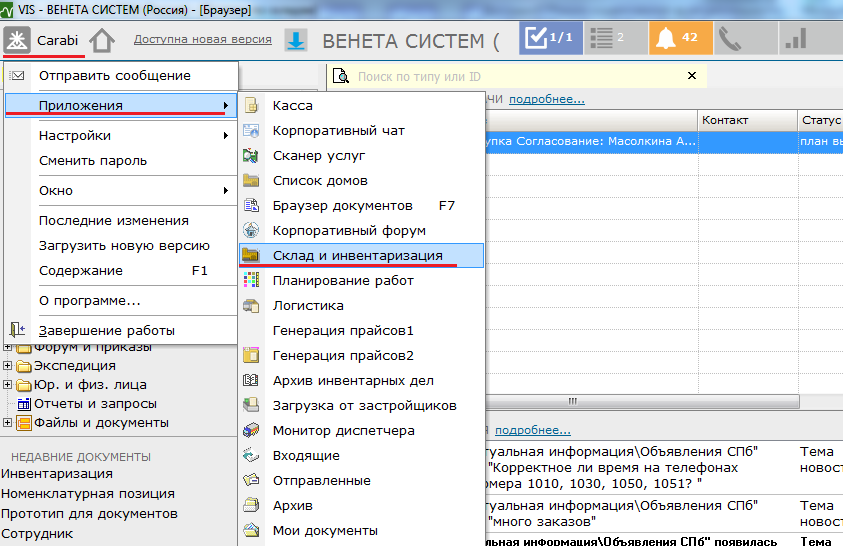 VIS - ВЕНЕТА СИСТЕМ (Россия) - [Браузер]
Carabi
Доступна новая версия
ВЕНЕТА СИСТЕМ (
1/1
2
42
Отправить сообщение
Приложения
Настройки
Сменить пароль
Окно
Последние изменения
Загрузить новую версию
Содержание F1
О программе...
Завершение работы
Форум и приказы
Экспедиция
Юр. и физ. лица
Отчеты и запросы
Файлы и документы
НЕДАВНИЕ ДОКУМЕНТЫ
Инвентаризация
Номенклатурная позиция
Прототип для документов
Сотрудник
Касса
Корпоративный чат
Сканер услуг
Список домов
Браузер документов F7
Корпоративный форум
Склад и инвентаризация
Планирование работ
Логистика
Генерация прайсов1
Генерация прайсов2
Архив инвентарных дел
Загрузка от застройщиков
Монитор диспетчера
Входящие
Отправленные
Архив
Мои документы
Поиск по типу или ID
ЧИ подробнее...
Контакт Статус
упка Согласование: Масолкина А... план вы
подробнее...
туальная информация\Объявления СПб" Тема
"Корректное ли время на телефонах новост
омера 1010, 1030, 1050, 1051? "
туальная информация\Объявления СПб" Тема
"много заказов" новост
ьная информация\Объявления СПб" появилась Тема